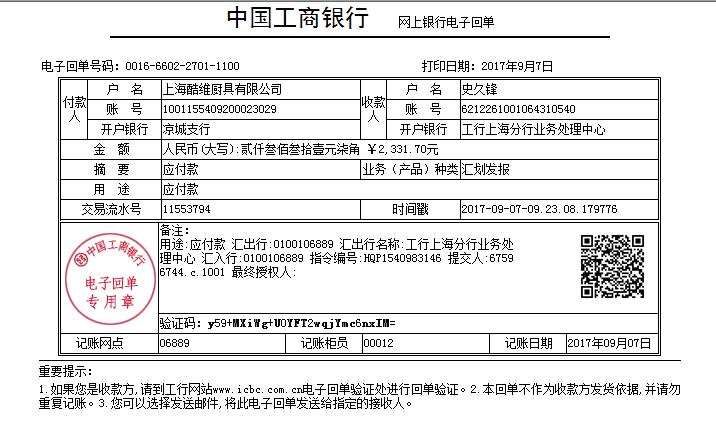 中国工商银行 网上银行电子回单
电子回单号码：0016-6602-2701-1100 打印日期：2017年9月7日
付款人 户 名 上海酷维厨具有限公司 收款人 户 名 史久锋
账 号 1001155409200023029 账 号 6212261001064310540
开户银行 凉城支行 开户银行 工行上海分行业务处理中心
金 额 人民币(大写):贰仟叁佰叁拾壹元柒角 ￥2,331.70元
摘 要 应付款 业务（产品）种类 汇划发报
用 途 应付款
交易流水号 11553794 时间戳 2017-09-07-09.23.08.179776
中国工商银行
电子回单
专用章
备注：
用途:应付款 汇出行:0100106889 汇出行名称:工行上海分行业务处
理中心 汇入行:0100106889 指令编号:HQP1540983146 提交人:6759
6744.c.1001 最终授权人:
验证码：y59+MXiWg+UOYFT2wqjYmc6nxIM=
记账网点 06889 记账柜员 00012 记账日期 2017年09月07日
重要提示：
1.如果您是收款方,请到工行网站www.icbc.com.cn电子回单验证处进行回单验证。2.本回单不作为收款方发货依据,并请勿
重复记账。3.您可以选择发送邮件,将此电子回单发送给指定的接收人。